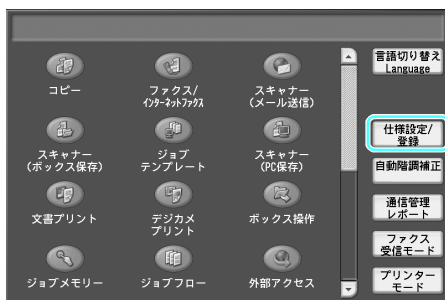 コピー
ファクス/
インターネットファクス
スキャナー
(メール送信)
スキャナー
(ボックス保存)
ジョブ
テンプレート
スキャナー
(PC保存)
文書プリント
デジカメ
プリント
ボックス操作
ジョブメモリー
ジョブフロー
外部アクセス
言語切り替え
Language
仕様設定/
登録
自動階調補正
通信管理
レポート
ファクス
受信モード
プリンター
モード